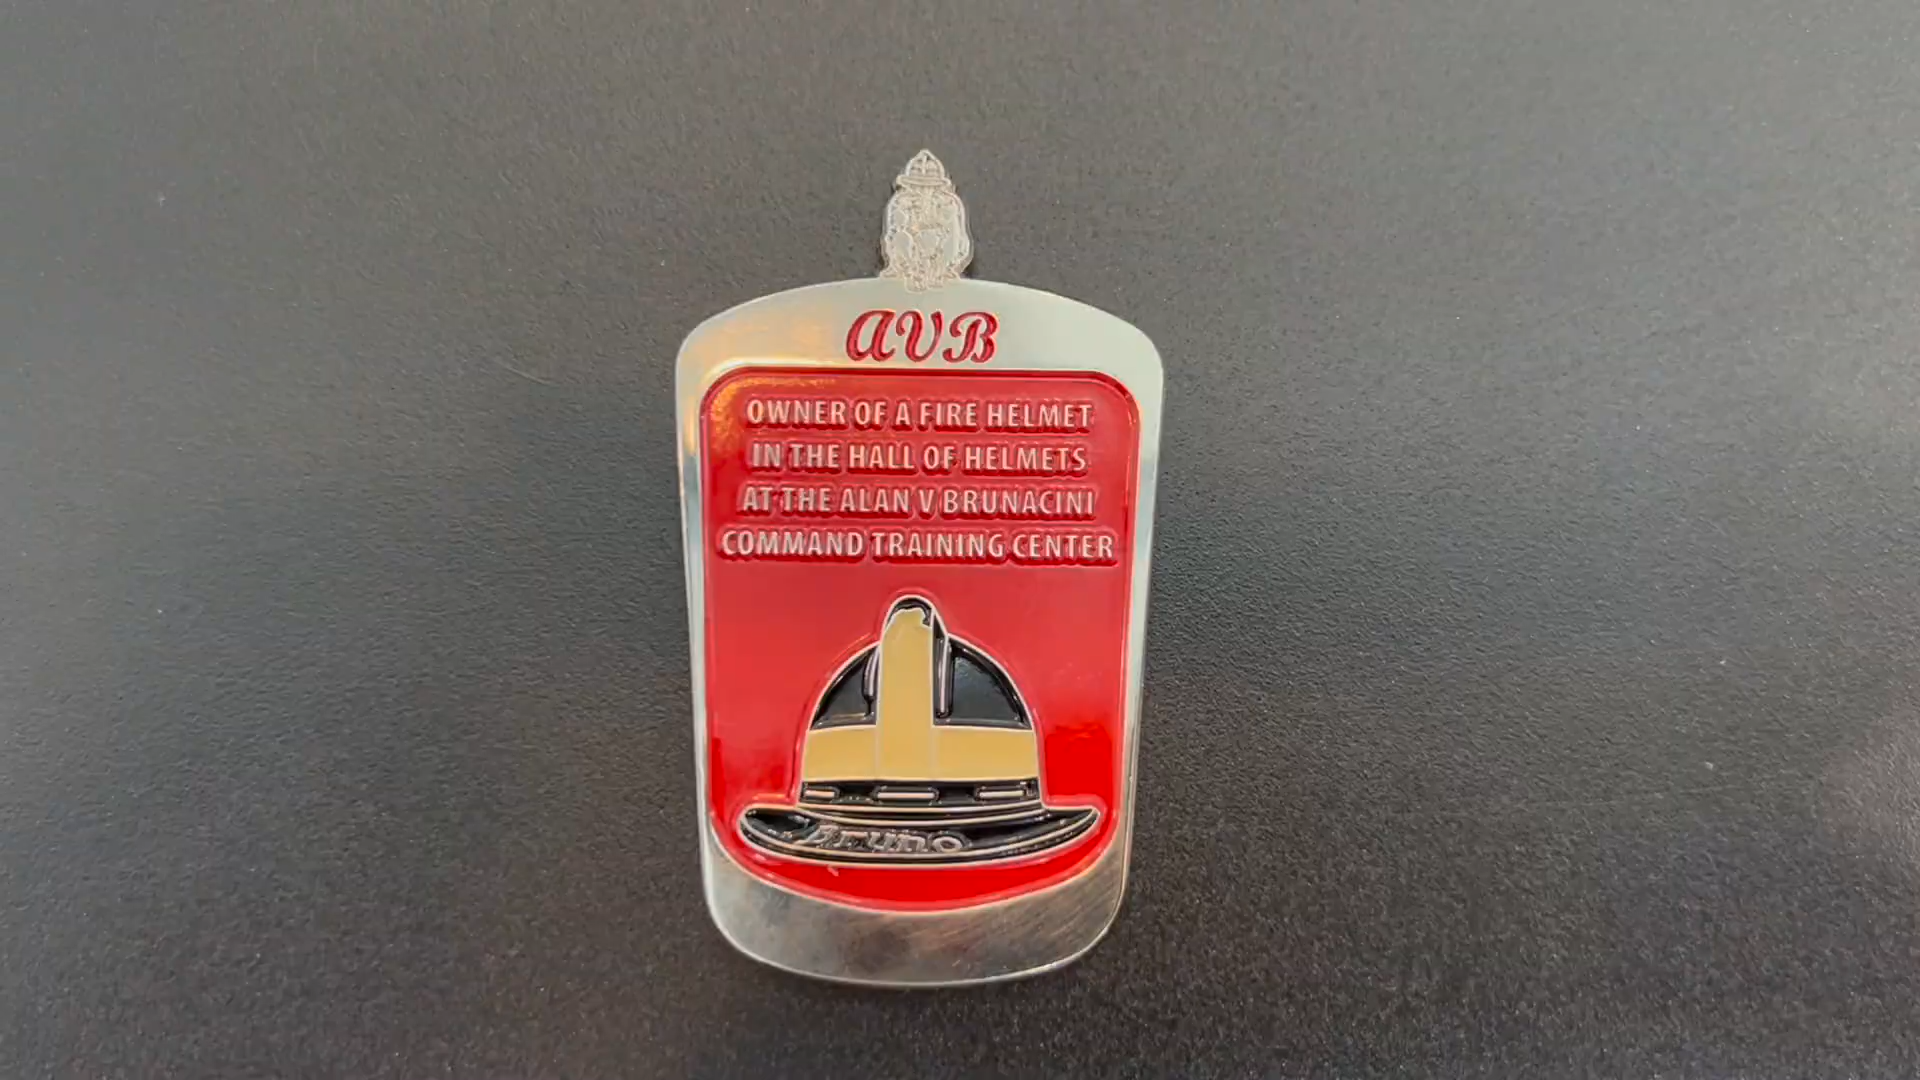 AVB
OWNER OF A FIRE HELMET
IN THE HALL OF HELMETS
AT THE ALAN V BRUNACINI
COMMAND TRAINING CENTER
Bruno